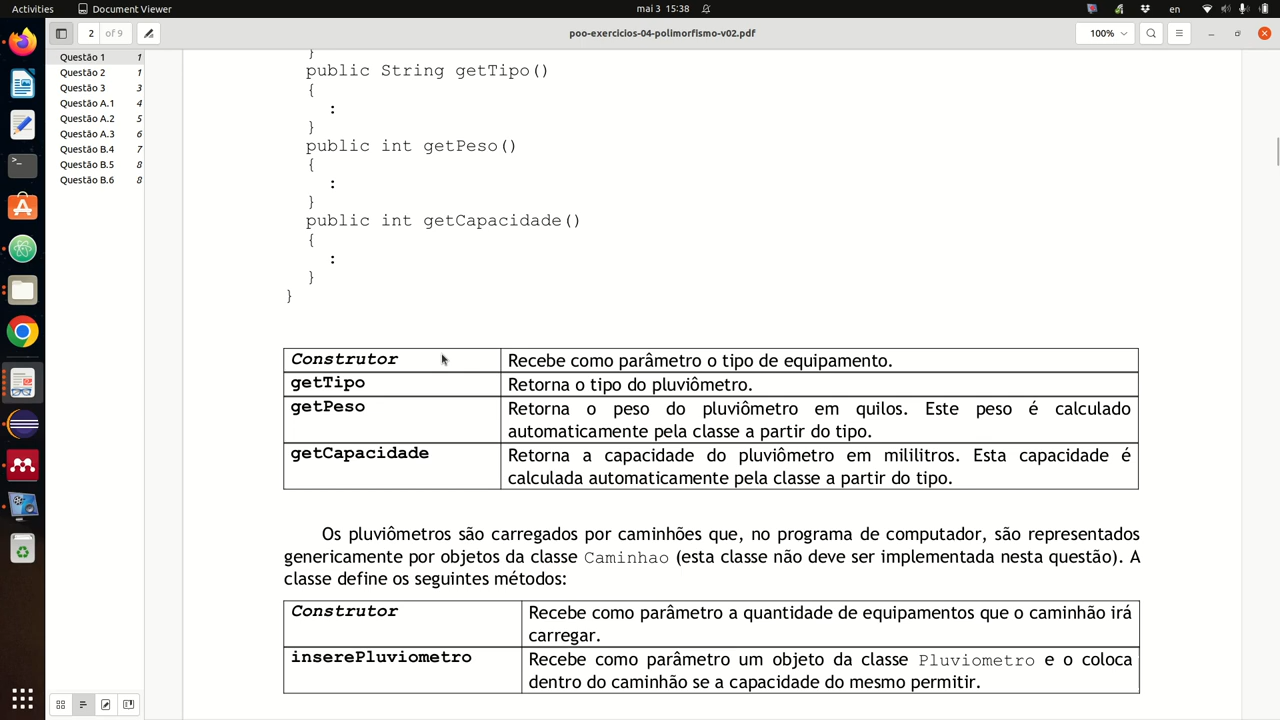 Activities
Document Viewer
mai 3 15:38
en
2 of 9
poo-exercicios-04-polimorfismo-v02.pdf
100%
Questão 1 1
Questão 2 1
Questão 3 3
Questão A.1 4
Questão A.2 5
Questão A.3 6
Questão B.4 7
Questão B.5 8
Questão B.6 8
}
public String getTipo()
{
:
}
public int getPeso()
{
:
}
public int getCapacidade()
{
:
}
}
Construtor
Recebe como parâmetro o tipo de equipamento.
getTipo
Retorna o tipo do pluviômetro.
getPeso
Retorna o peso do pluviômetro em quilos. Este peso é calculado
automaticamente pela classe a partir do tipo.
getCapacidade
Retorna a capacidade do pluviômetro em mililitros. Esta capacidade é
calculada automaticamente pela classe a partir do tipo.
Os pluviômetros são carregados por caminhões que, no programa de computador, são representados
genericamente por objetos da classe Caminhao (esta classe não deve ser implementada nesta questão). A
classe define os seguintes métodos:
Construtor
Recebe como parâmetro a quantidade de equipamentos que o caminhão irá
carregar.
inserePluviometro
Recebe como parâmetro um objeto da classe Pluviometro e o coloca
dentro do caminhão se a capacidade do mesmo permitir.